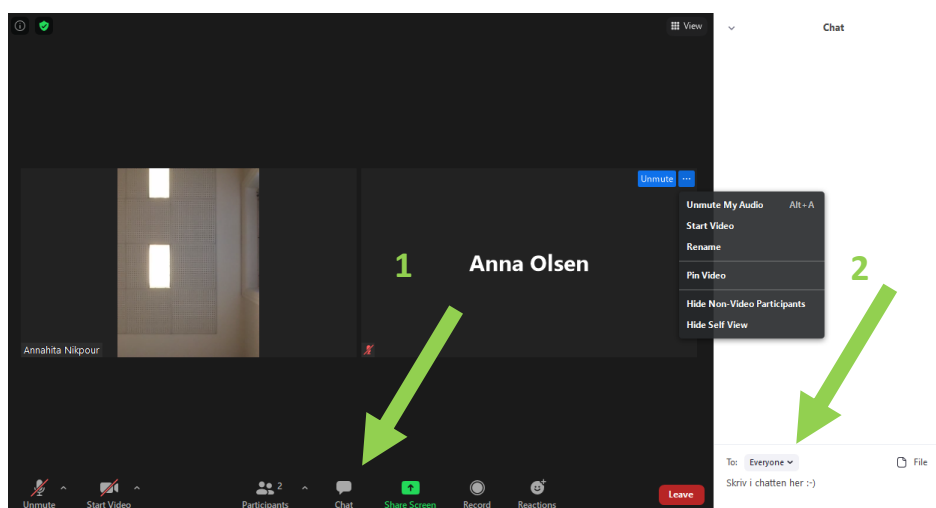 View
Chat
Unmute ...
Unmute My Audio Alt+A
Start Video
Rename
Pin Video
Hide Non-Video Participants
Hide Self View
1
Anna Olsen
2
Annahita Nikpour
To: Everyone
File
Skriv i chatten her :-)
2
Unmute
Start Video
Participants
Chat
Share Screen
Record
Reactions
Leave